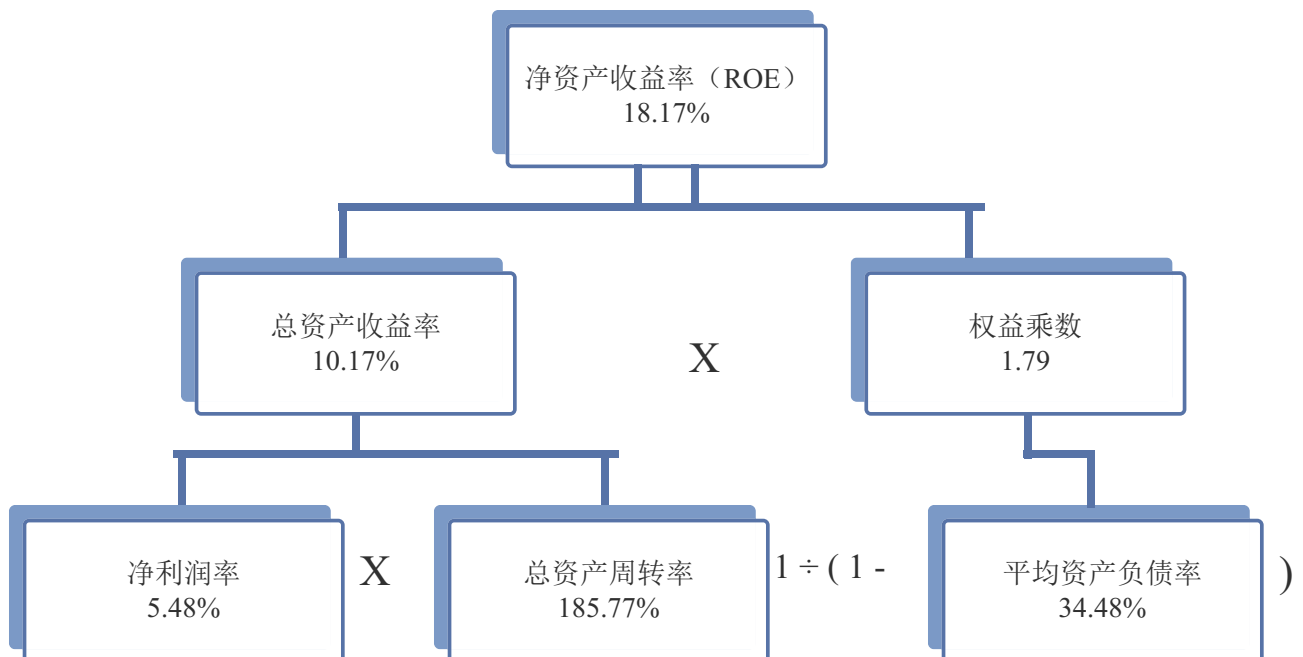 净资产收益率（ROE）
18.17%
总资产收益率
10.17%
X
权益乘数
1.79
净利润率
5.48%
X
总资产周转率
185.77%
1 ÷ ( 1 -
平均资产负债率
34.48%
)